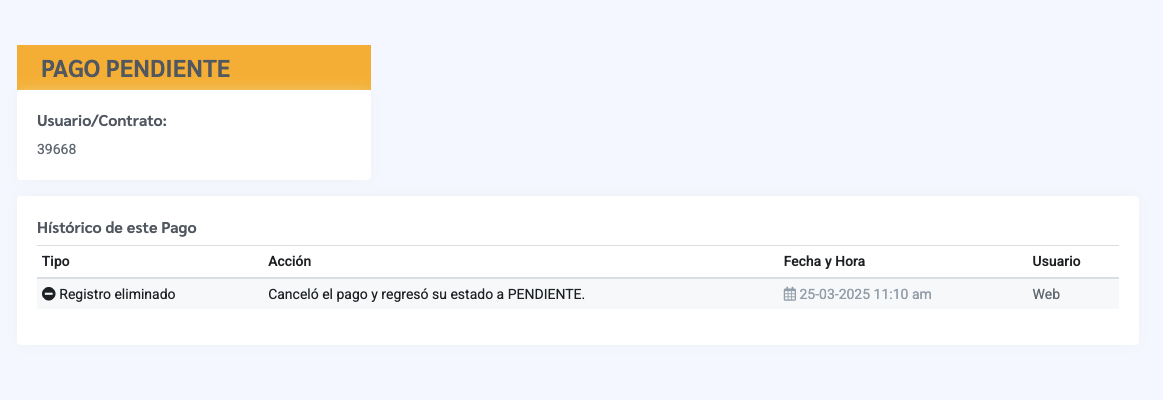 PAGO PENDIENTE
Usuario/Contrato:
39668
Hístórico de este Pago
Tipo Acción Fecha y Hora Usuario
Registro eliminado Canceló el pago y regresó su estado a PENDIENTE. 25-03-2025 11:10 am Web